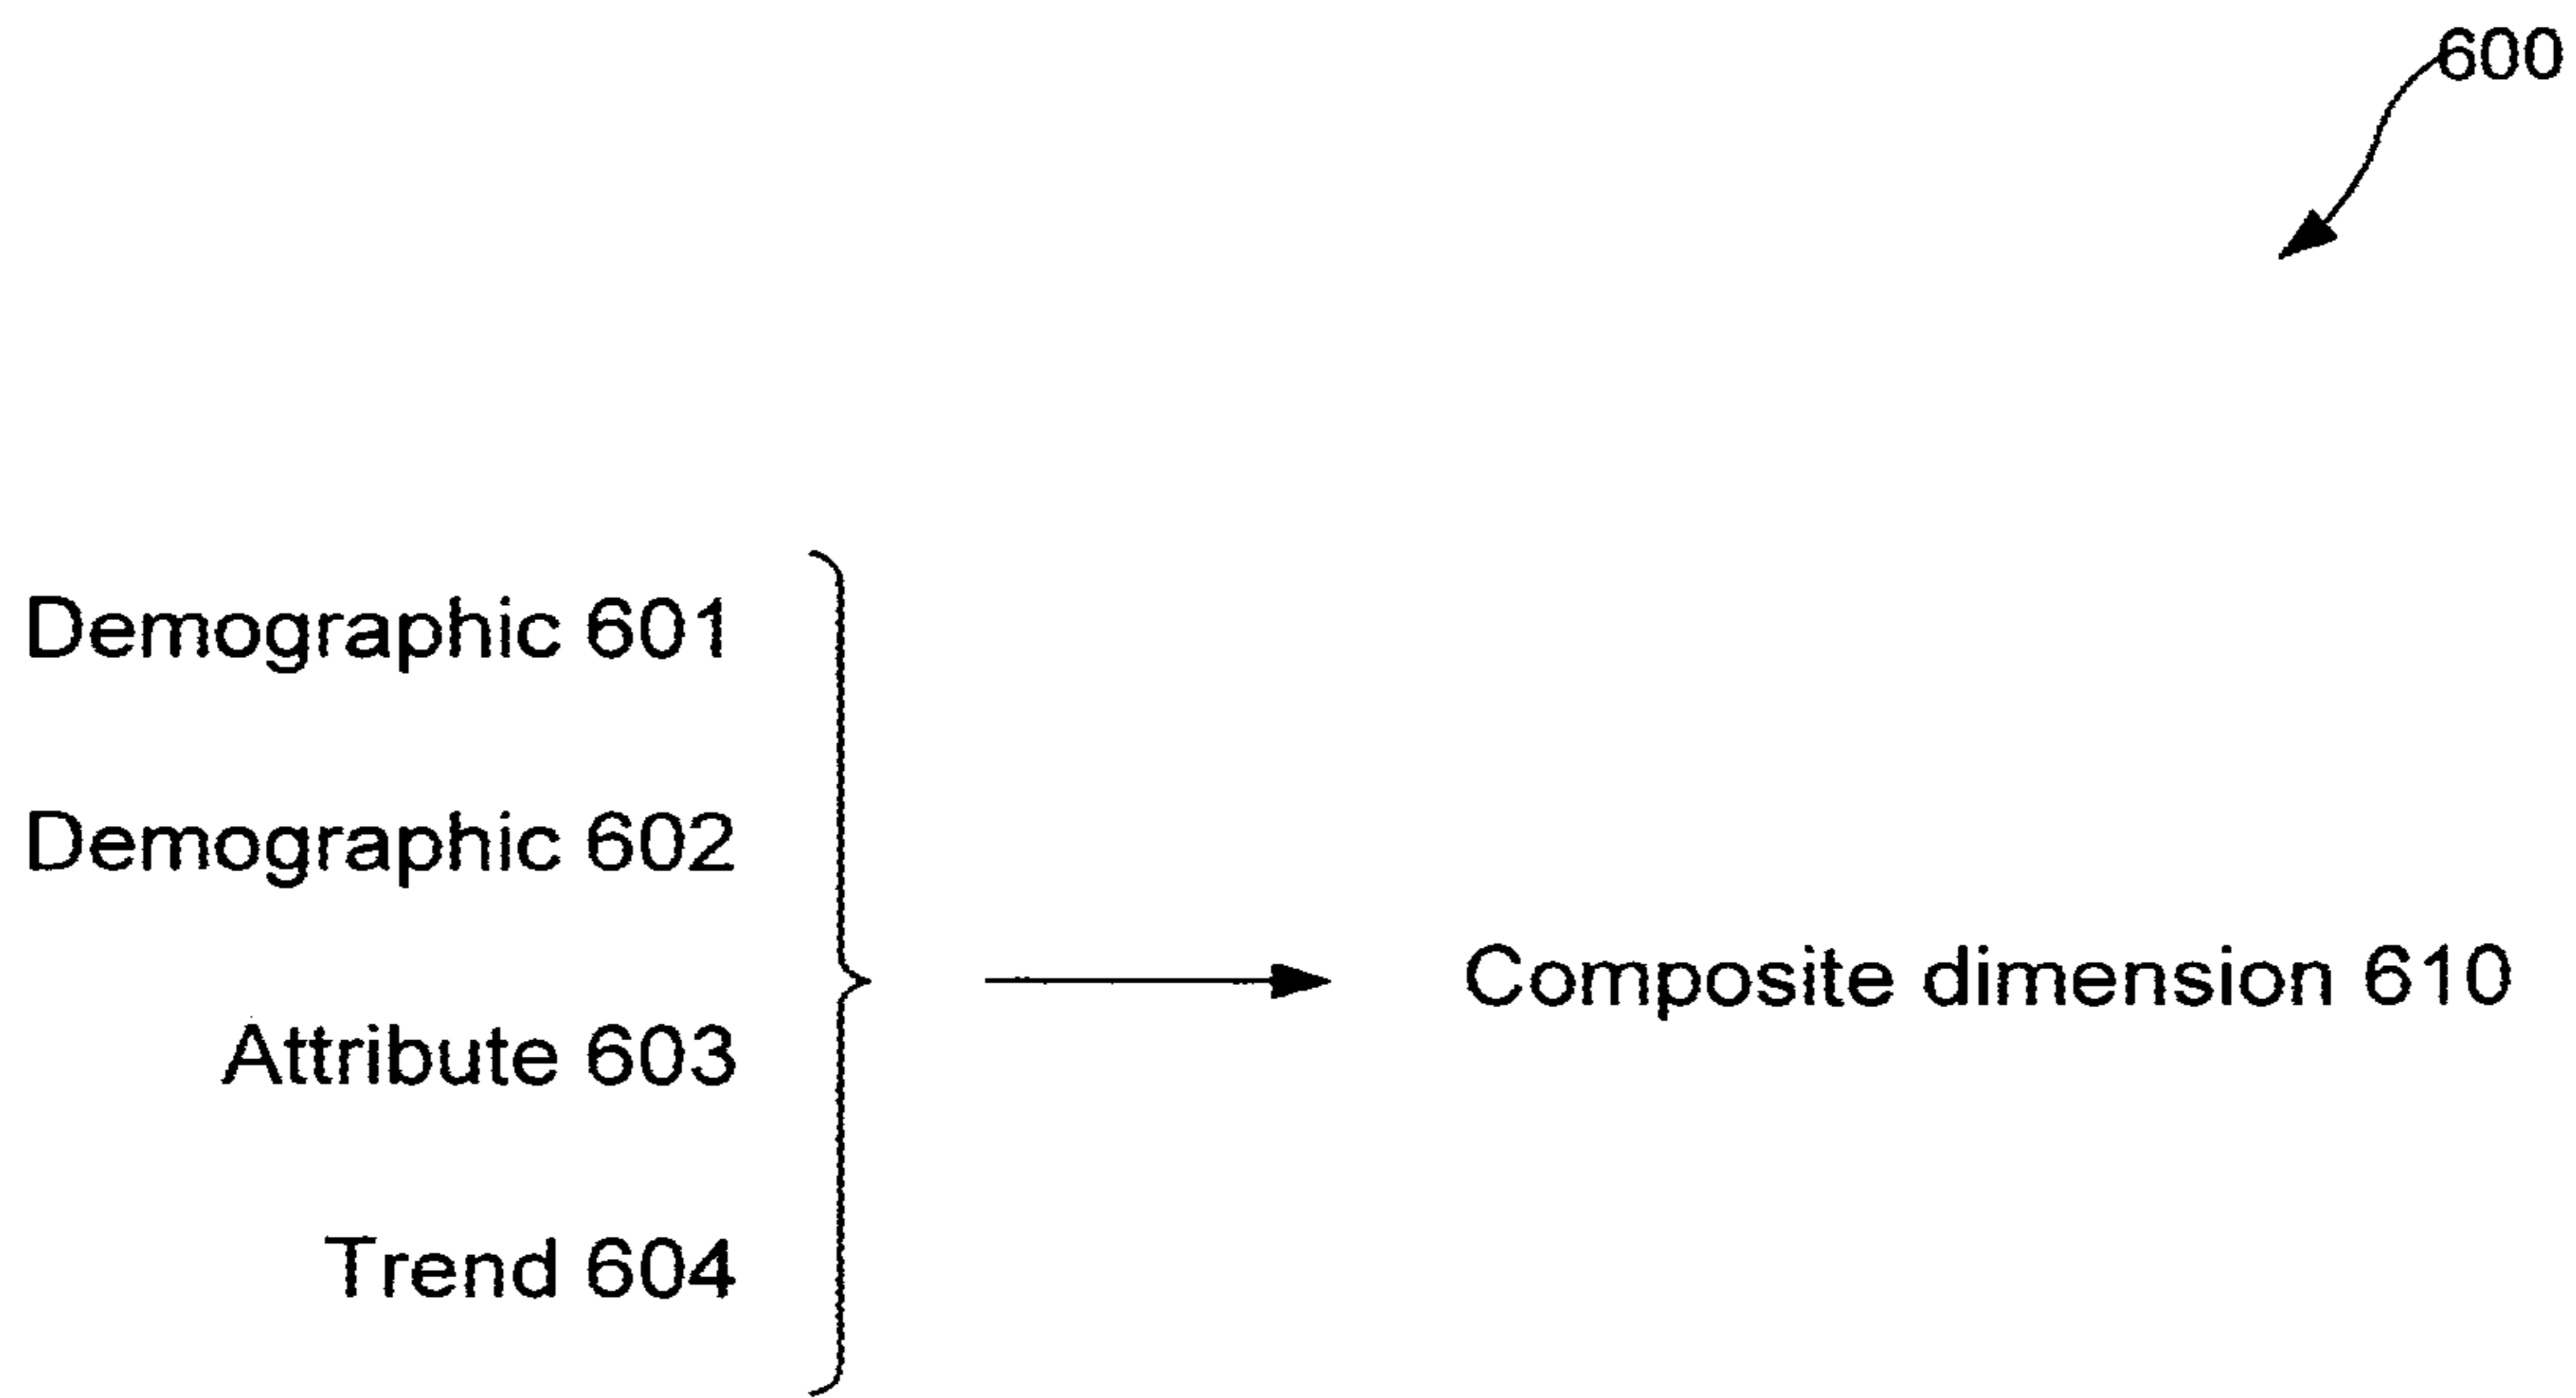 600
Demographic 601
Demographic 602
Attribute 603
Trend 604
Composite dimension 610